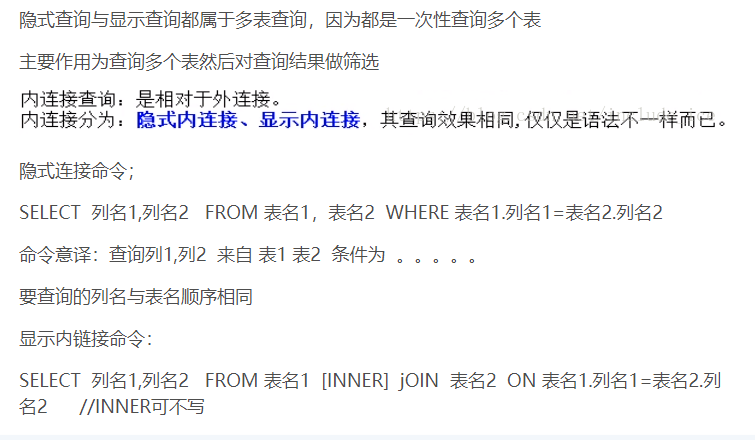 隐式查询与显示查询都属于多表查询，因为都是一次性查询多个表
主要作用为查询多个表然后对查询结果做筛选
内连接查询：是相对于外连接。
内连接分为：隐式内连接、显示内连接，其查询效果相同,仅仅是语法不一样而已。
隐式连接命令；
SELECT 列名1,列名2 FROM 表名1，表名2 WHERE 表名1.列名1=表名2.列名2
命令意译：查询列1,列2 来自 表1 表2 条件为 。。。。。
要查询的列名与表名顺序相同
显示内链接命令：
SELECT 列名1,列名2 FROM 表名1 [INNER] jOIN 表名2 ON 表名1.列名1=表名2.列
名2 //INNER可不写